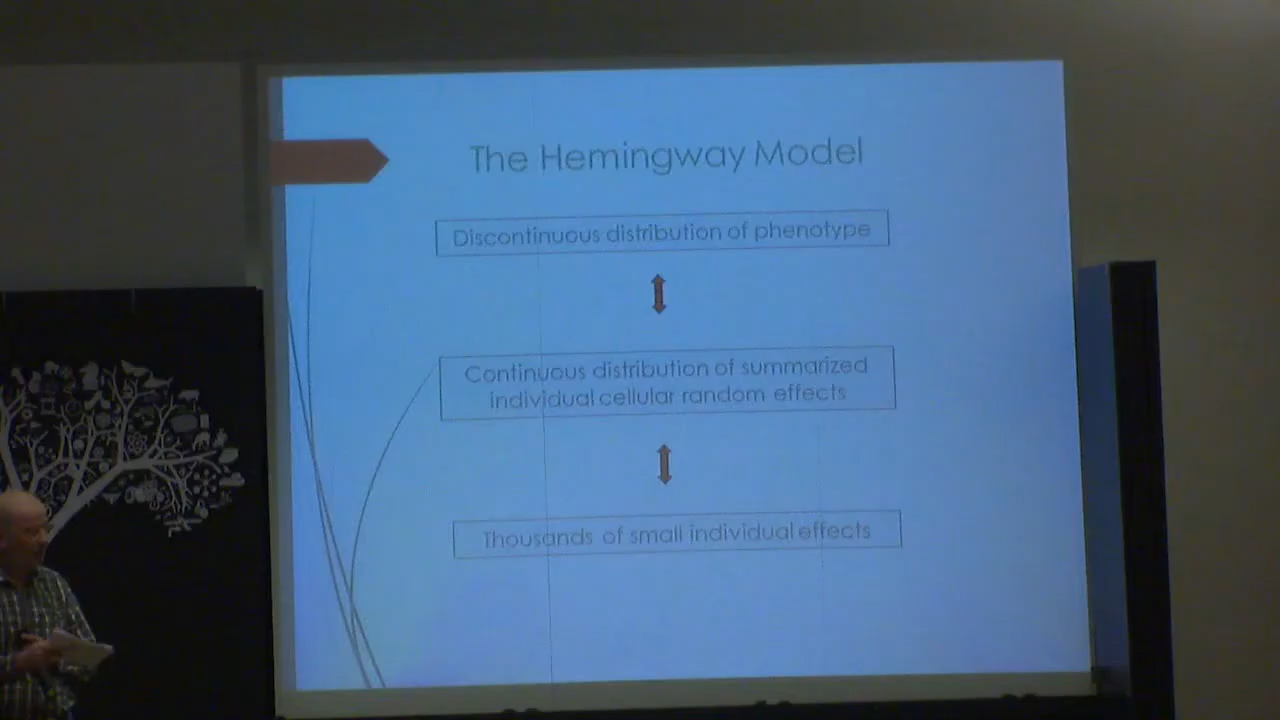 The Hemingway Model
Discontinuous distribution of phenotype
Continuous distribution of summarized
individual cellular random effects
Thousands of small individual effects